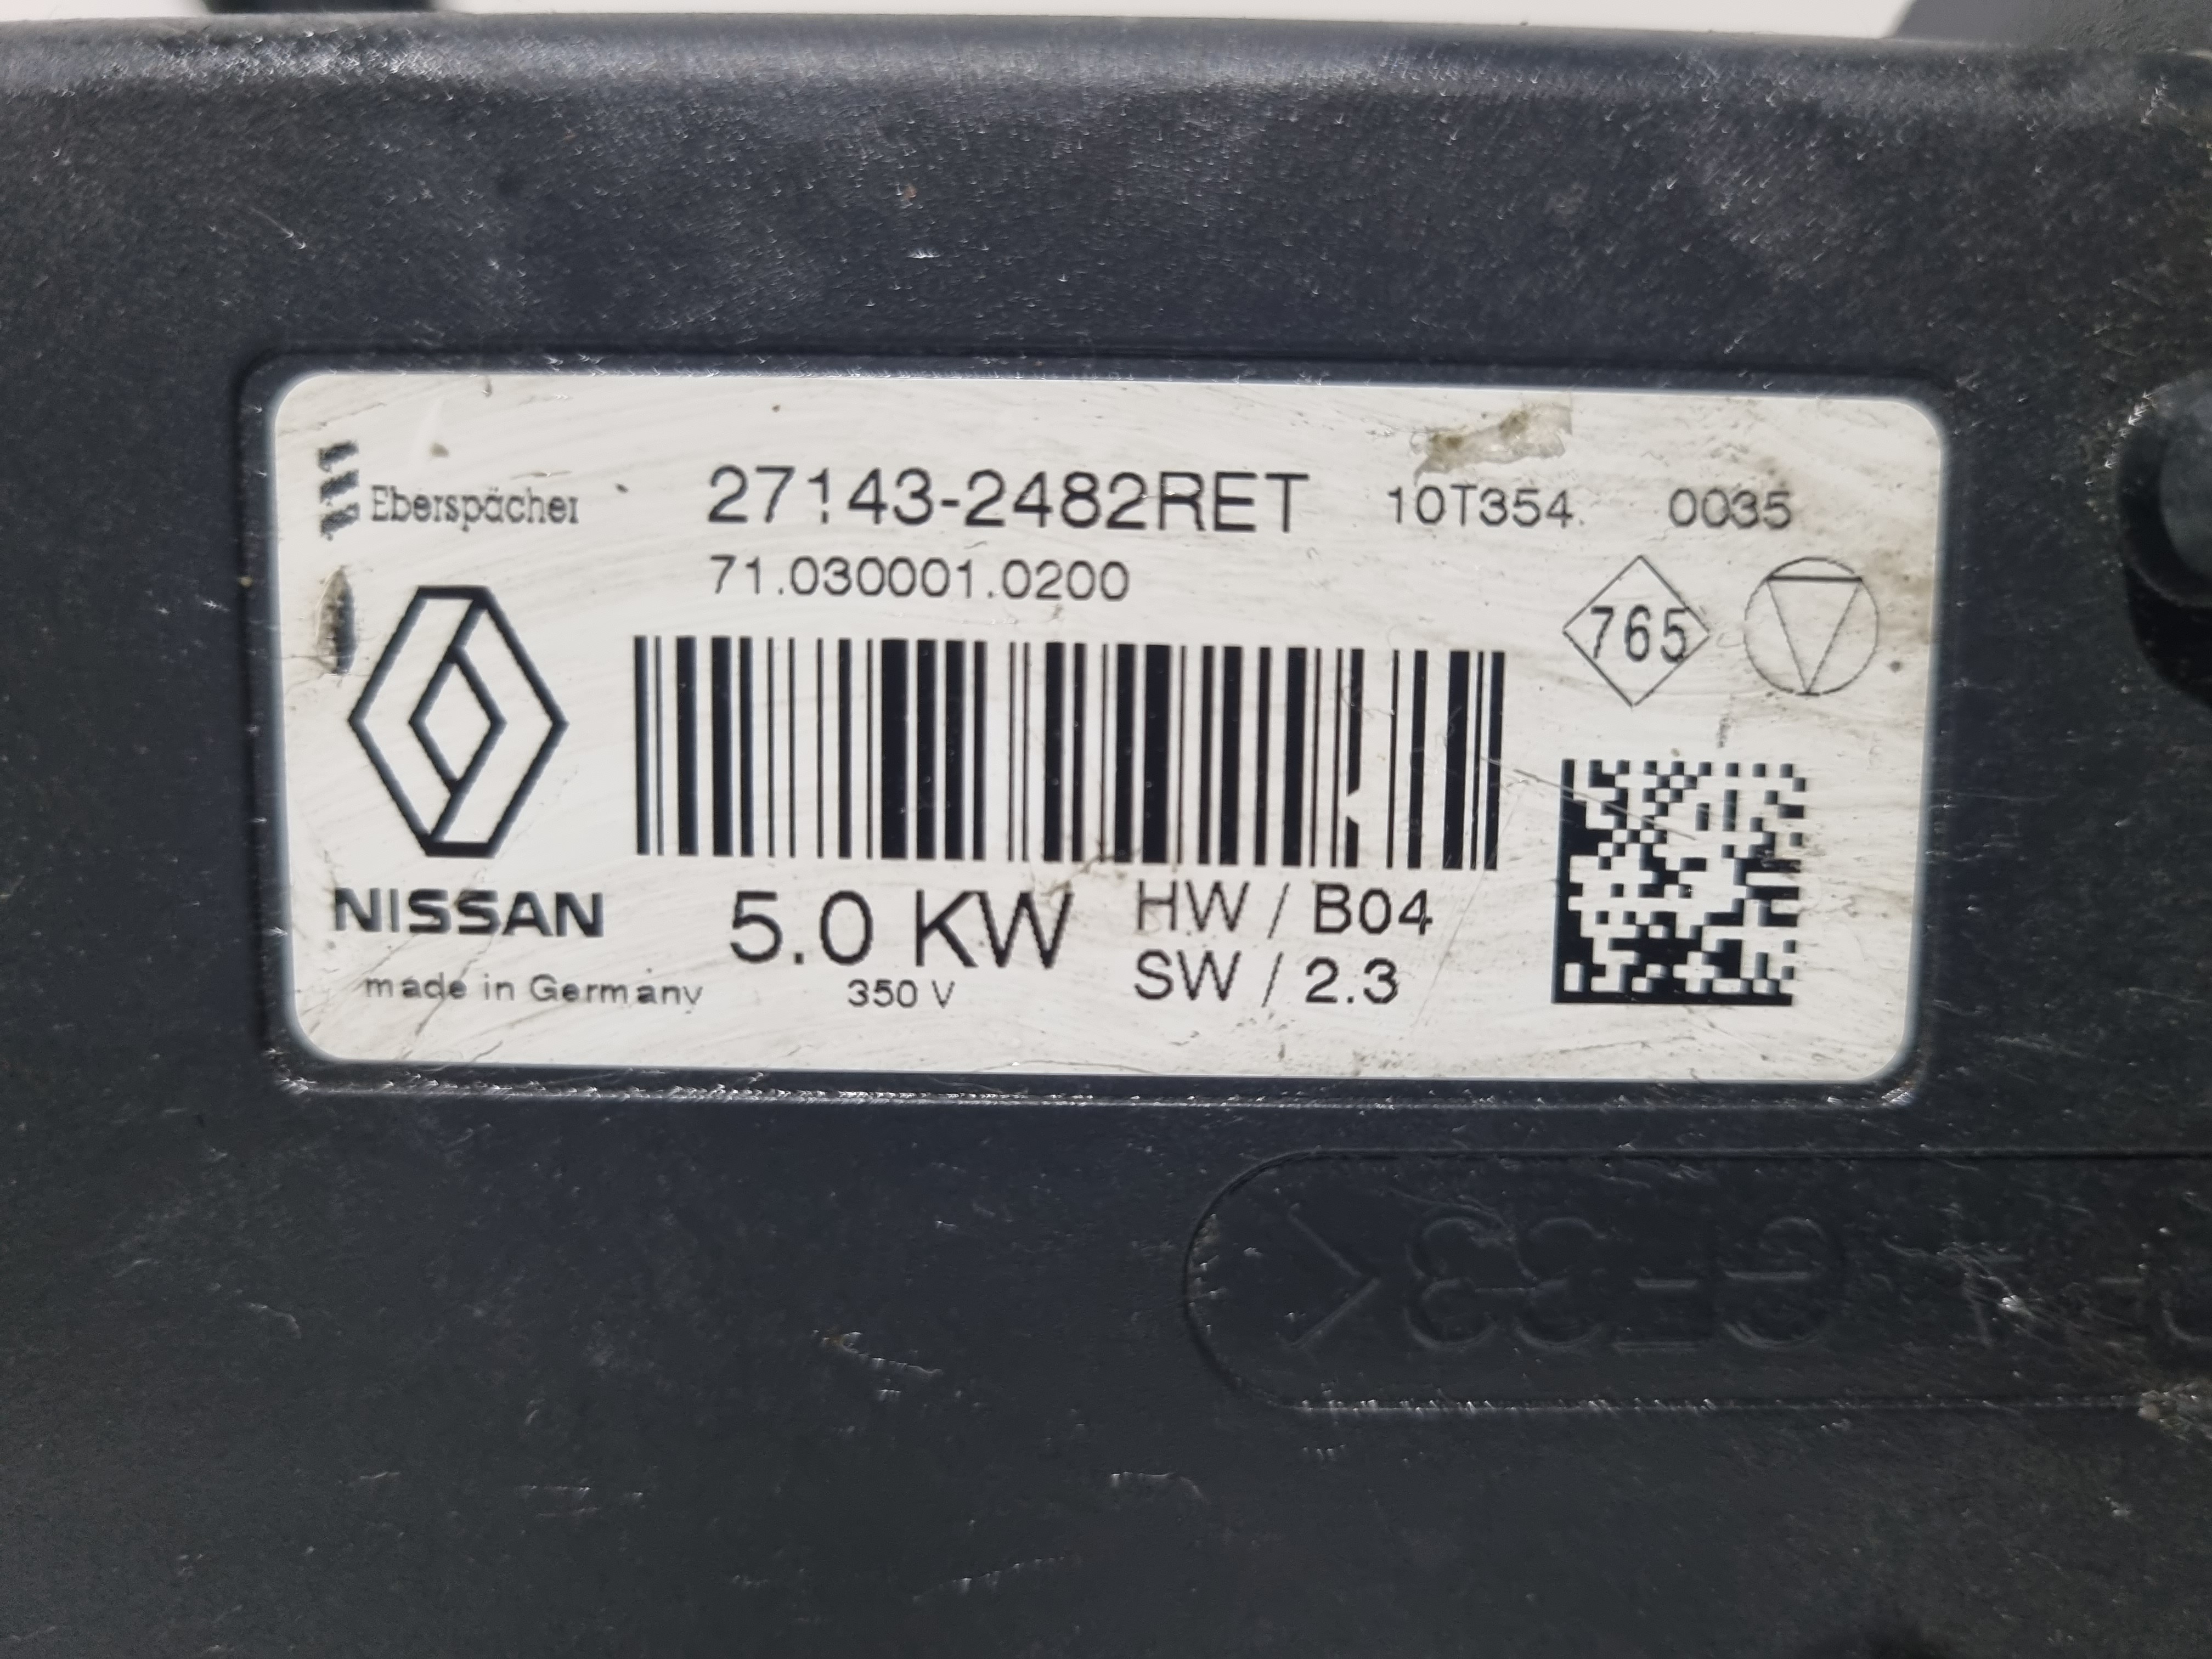 Eberspächer 27143-2482RET 10T354 0035
71.030001.0200
765
NISSAN 5.0 KW HW / B04
made in Germany 350 V SW / 2.3